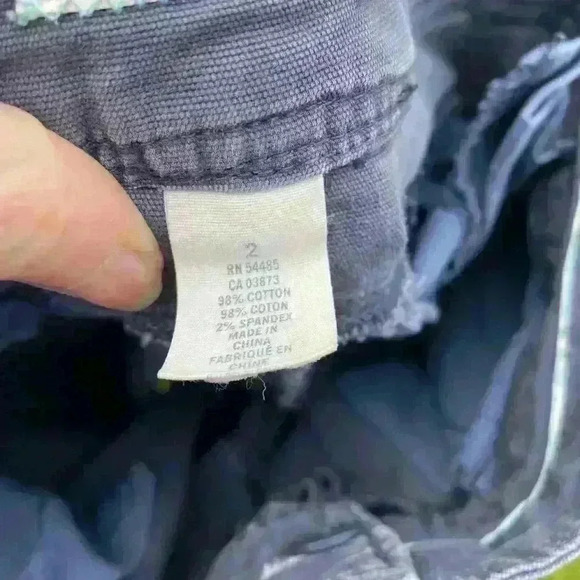 2
RN 54485
CA 03873
98% COTTON
98% COTON
2% SPANDEX
MADE IN
CHINA
FABRIQUÉ EN
CHINE